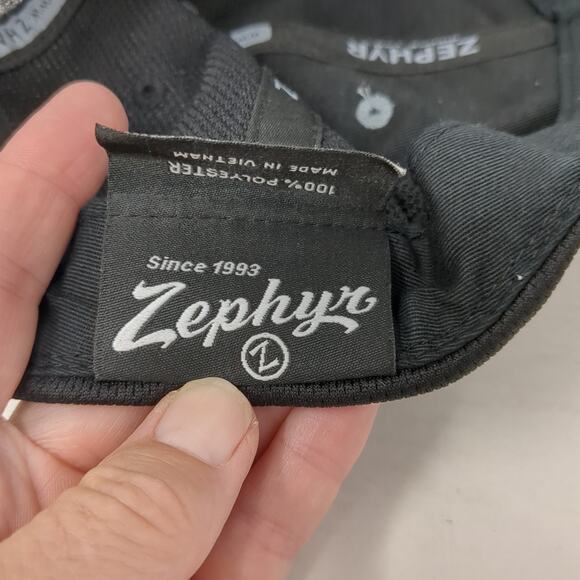 ZEPHYR
100% POLYESTER
MADE IN VIETNAM
Since 1993
Zephyr
Z